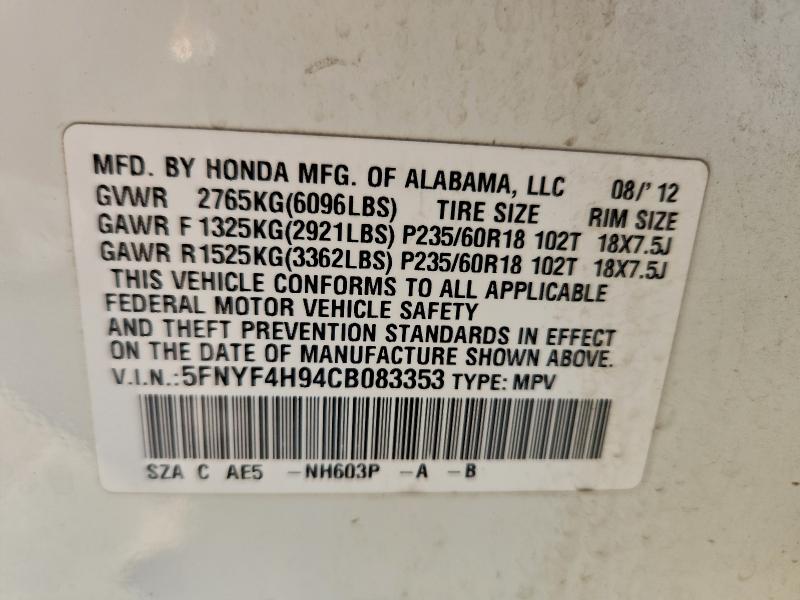 MFD. BY HONDA MFG. OF ALABAMA, LLC 08/'12
GVWR 2765KG(6096LBS) TIRE SIZE RIM SIZE
GAWR F 1325KG(2921LBS) P235/60R18 102T 18X7.5J
GAWR R 1525KG(3362LBS) P235/60R18 102T 18X7.5J
THIS VEHICLE CONFORMS TO ALL APPLICABLE
FEDERAL MOTOR VEHICLE SAFETY
AND THEFT PREVENTION STANDARDS IN EFFECT
ON THE DATE OF MANUFACTURE SHOWN ABOVE.
V.I.N.:5FNYF4H94CB083353 TYPE: MPV
SZA C AE5 -NH603P -A -B